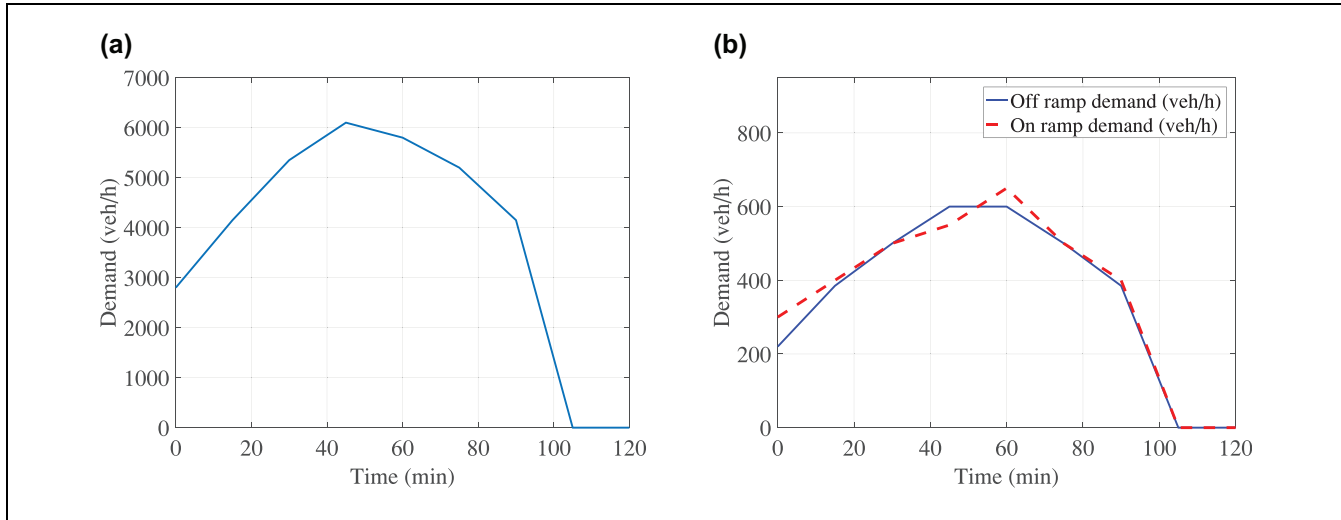 (a)
7000
6000
5000
4000
3000
2000
1000
0
Demand (veh/h)
0 20 40 60 80 100 120
Time (min)
(b)
Off ramp demand (veh/h)
On ramp demand (veh/h)
800
600
400
200
0
Demand (veh/h)
0 20 40 60 80 100 120
Time (min)